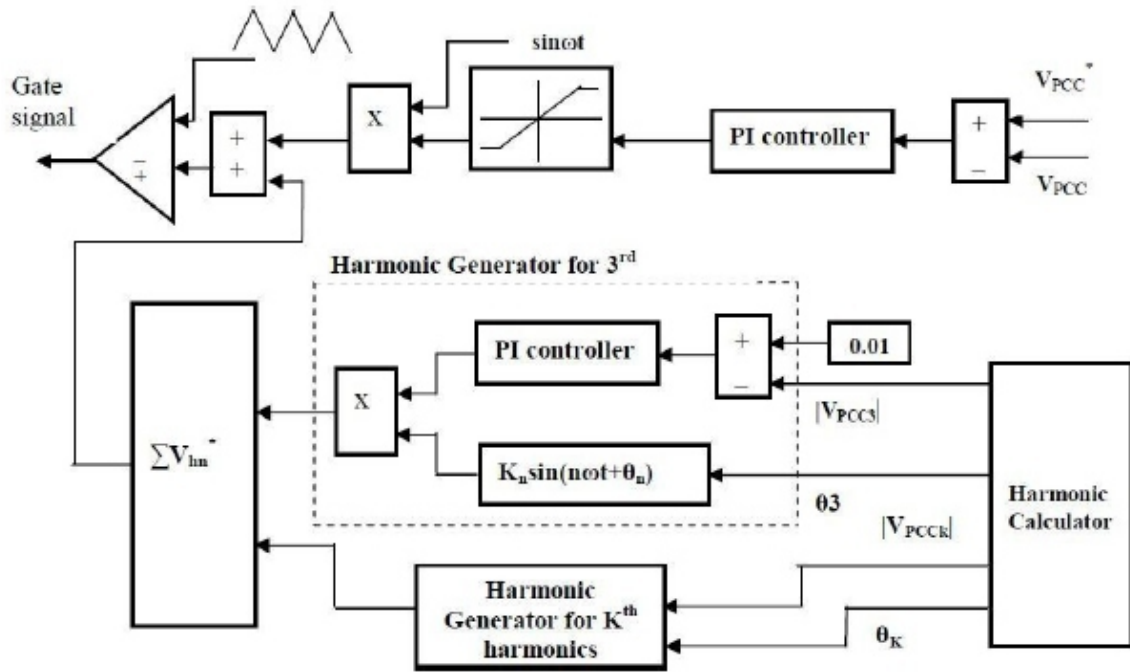 sinωt
Gate
signal
X
+
+
−
+
PI controller
+
−
V_PCC*
V_PCC
Harmonic Generator for 3rd
PI controller
+
−
0.01
X
|V_PCC3|
∑V_hn*
K_n sin(nωt+θ_n)
θ3
|V_PCCk|
Harmonic
Calculator
Harmonic
Generator for K^th
harmonics
θ_K